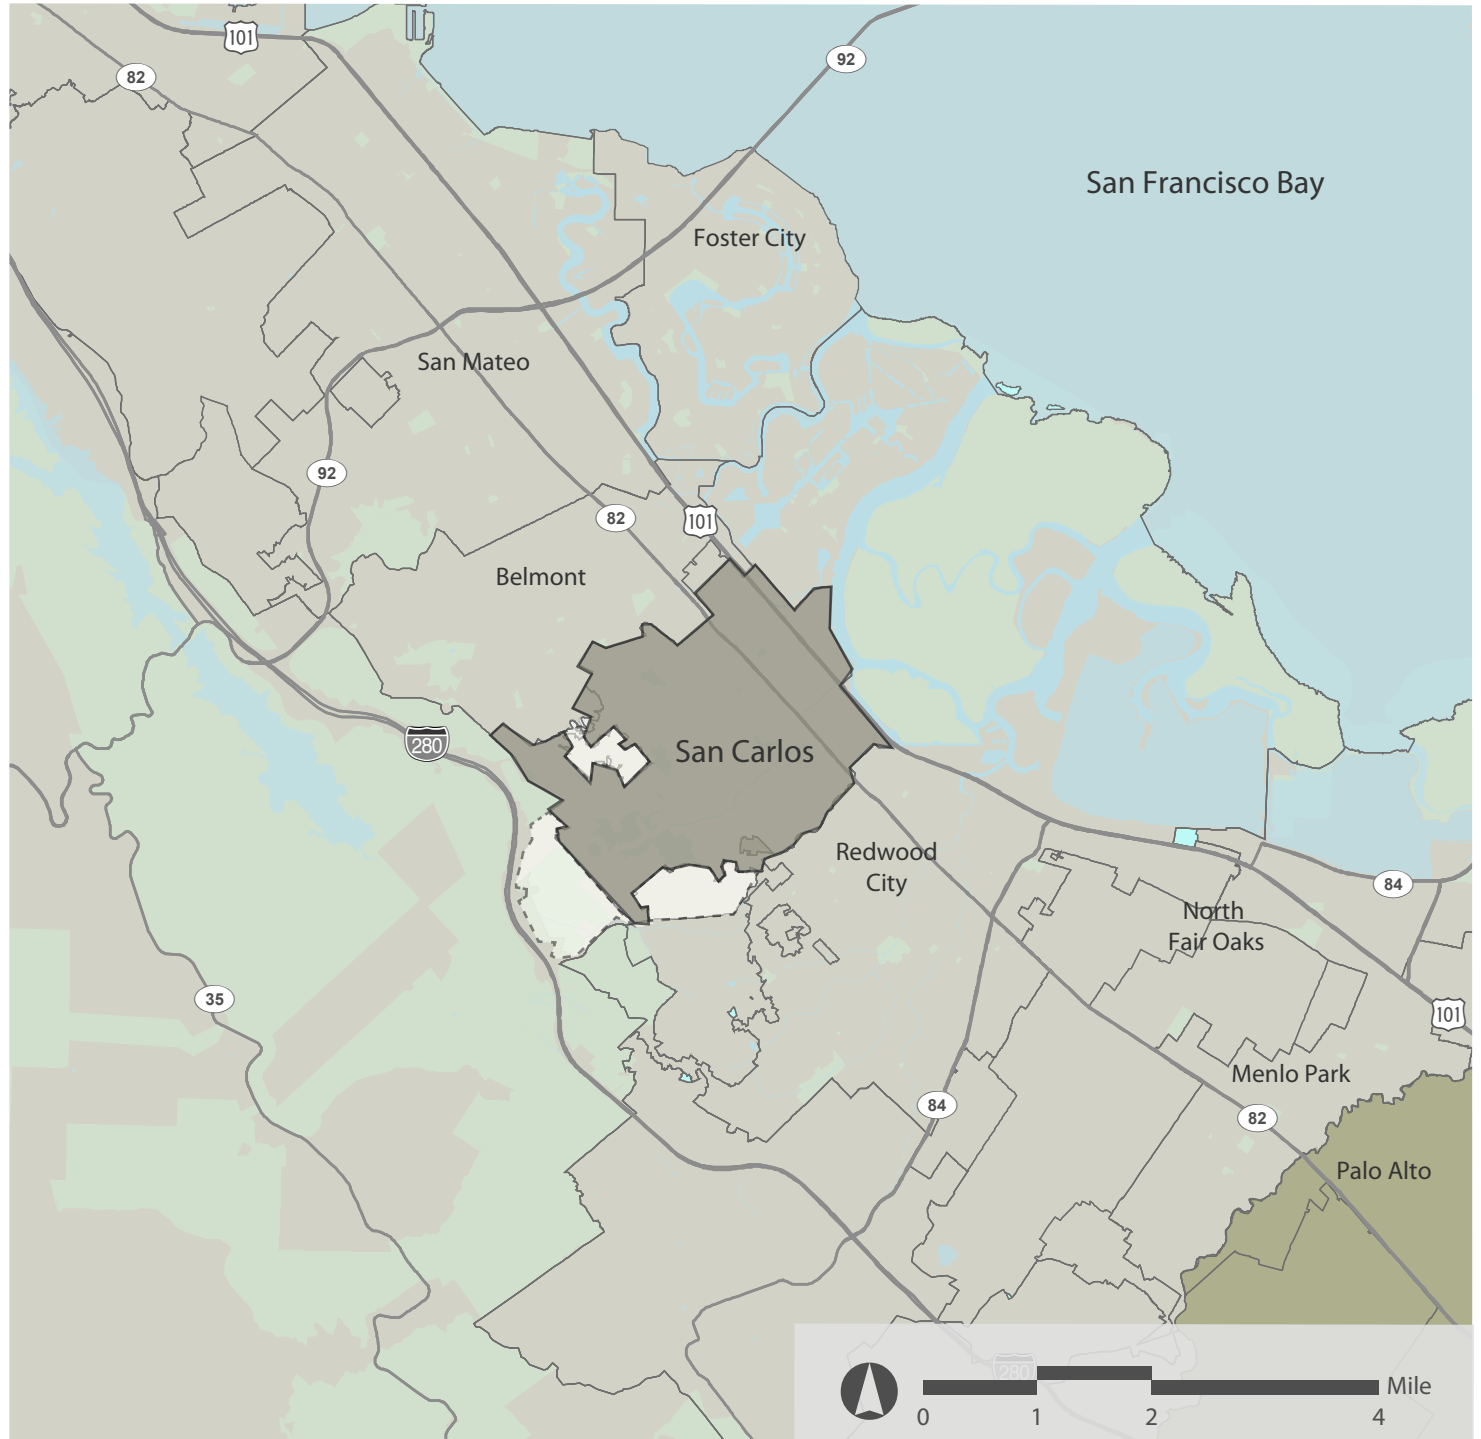 101
82
92
San Francisco Bay
Foster City
San Mateo
92
82
101
Belmont
280
San Carlos
Redwood
City
84
North
Fair Oaks
35
101
Menlo Park
84
82
Palo Alto
280
Mile
0 1 2 4